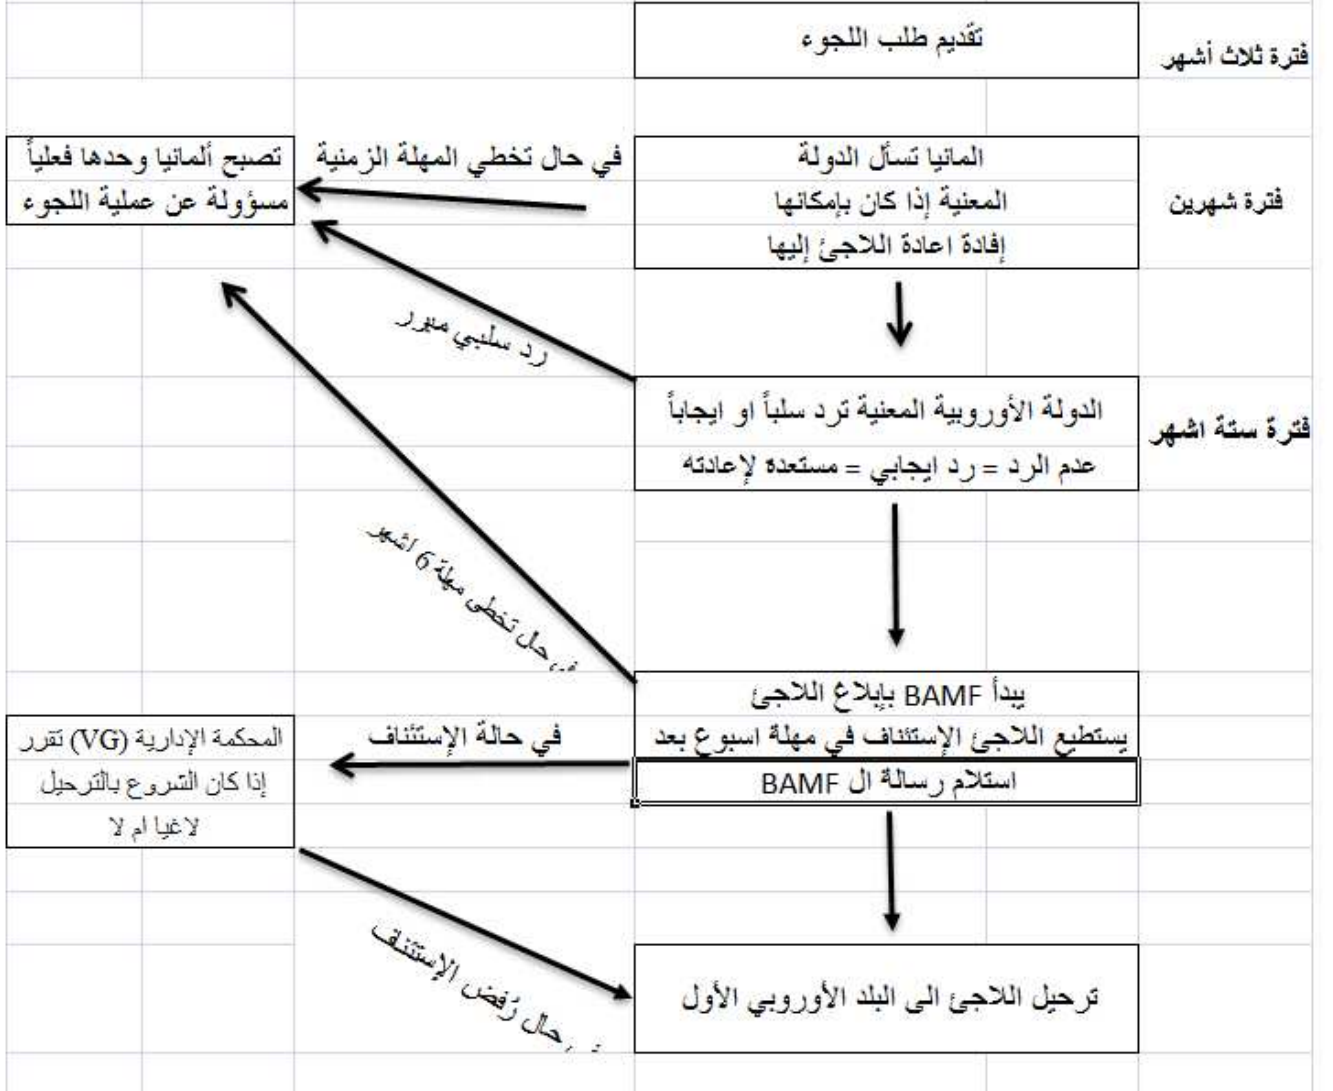 تقديم طلب اللجوء
فترة ثلاث أشهر
المانيا تسأل الدولة
المعنية إذا كان بإمكانها
إفادة اعادة اللاجئ إليها
فترة شهرين
في حال تخطي المهلة الزمنية
تصبح ألمانيا وحدها فعلياً
مسؤولة عن عملية اللجوء
رد سلبي مبرر
الدولة الأوروبية المعنية ترد سلباً او ايجاباً
عدم الرد = رد ايجابي = مستعدة لإعادته
فترة ستة اشهر
في حال تخطي مهلة 6 اشهر
يبدأ BAMF بإبلاغ اللاجئ
يستطيع اللاجئ الإستئناف في مهلة اسبوع بعد
استلام رسالة ال BAMF
في حالة الإستئناف
المحكمة الإدارية (VG) تقرر
إذا كان الشروع بالترحيل
لاغيا ام لا
حال رُفض الإستئناف
ترحيل اللاجئ الى البلد الأوروبي الأول